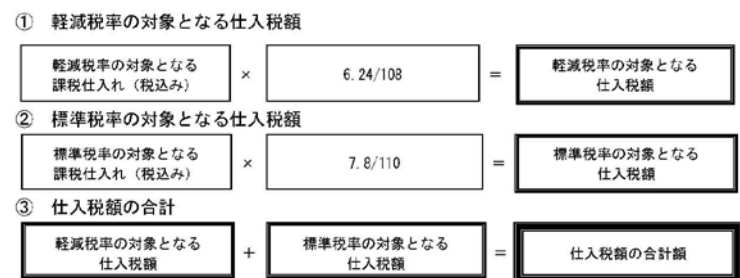 ① 軽減税率の対象となる仕入税額
軽減税率の対象となる
課税仕入れ（税込み）
×
6.24/108
=
軽減税率の対象となる
仕入税額
② 標準税率の対象となる仕入税額
標準税率の対象となる
課税仕入れ（税込み）
×
7.8/110
=
標準税率の対象となる
仕入税額
③ 仕入税額の合計
軽減税率の対象となる
仕入税額
+
標準税率の対象となる
仕入税額
=
仕入税額の合計額